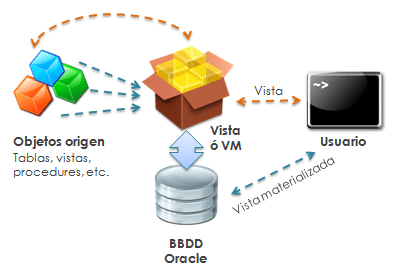 Vista
~>
Objetos origen
Tablas, vistas,
procedures, etc.
Vista
ó VM
Usuario
Vista materializada
BBDD
Oracle